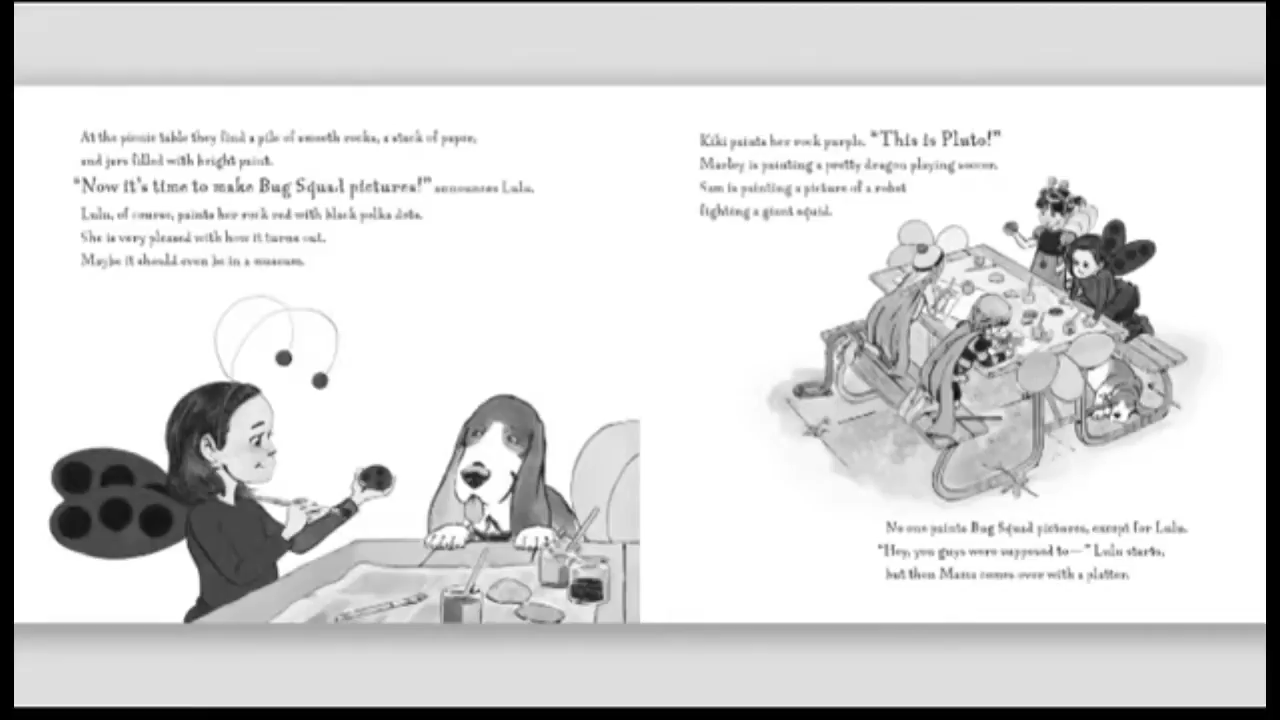 At the picnic table they find a pile of smooth rocks, a stack of paper,
and jars filled with bright paint.
"Now it's time to make Bug Squad pictures!" announces Lulu.
Lulu, of course, paints her rock red with black polka dots.
She is very pleased with how it turns out.
Maybe it should even be in a museum.
Kiki paints her rock purple. "This is Pluto!"
Marley is painting a pretty dragon playing soccer.
Sam is painting a picture of a robot
fighting a giant squid.
No one paints Bug Squad pictures, except for Lulu.
"Hey, you guys were supposed to—" Lulu starts,
but then Mama comes over with a platter.